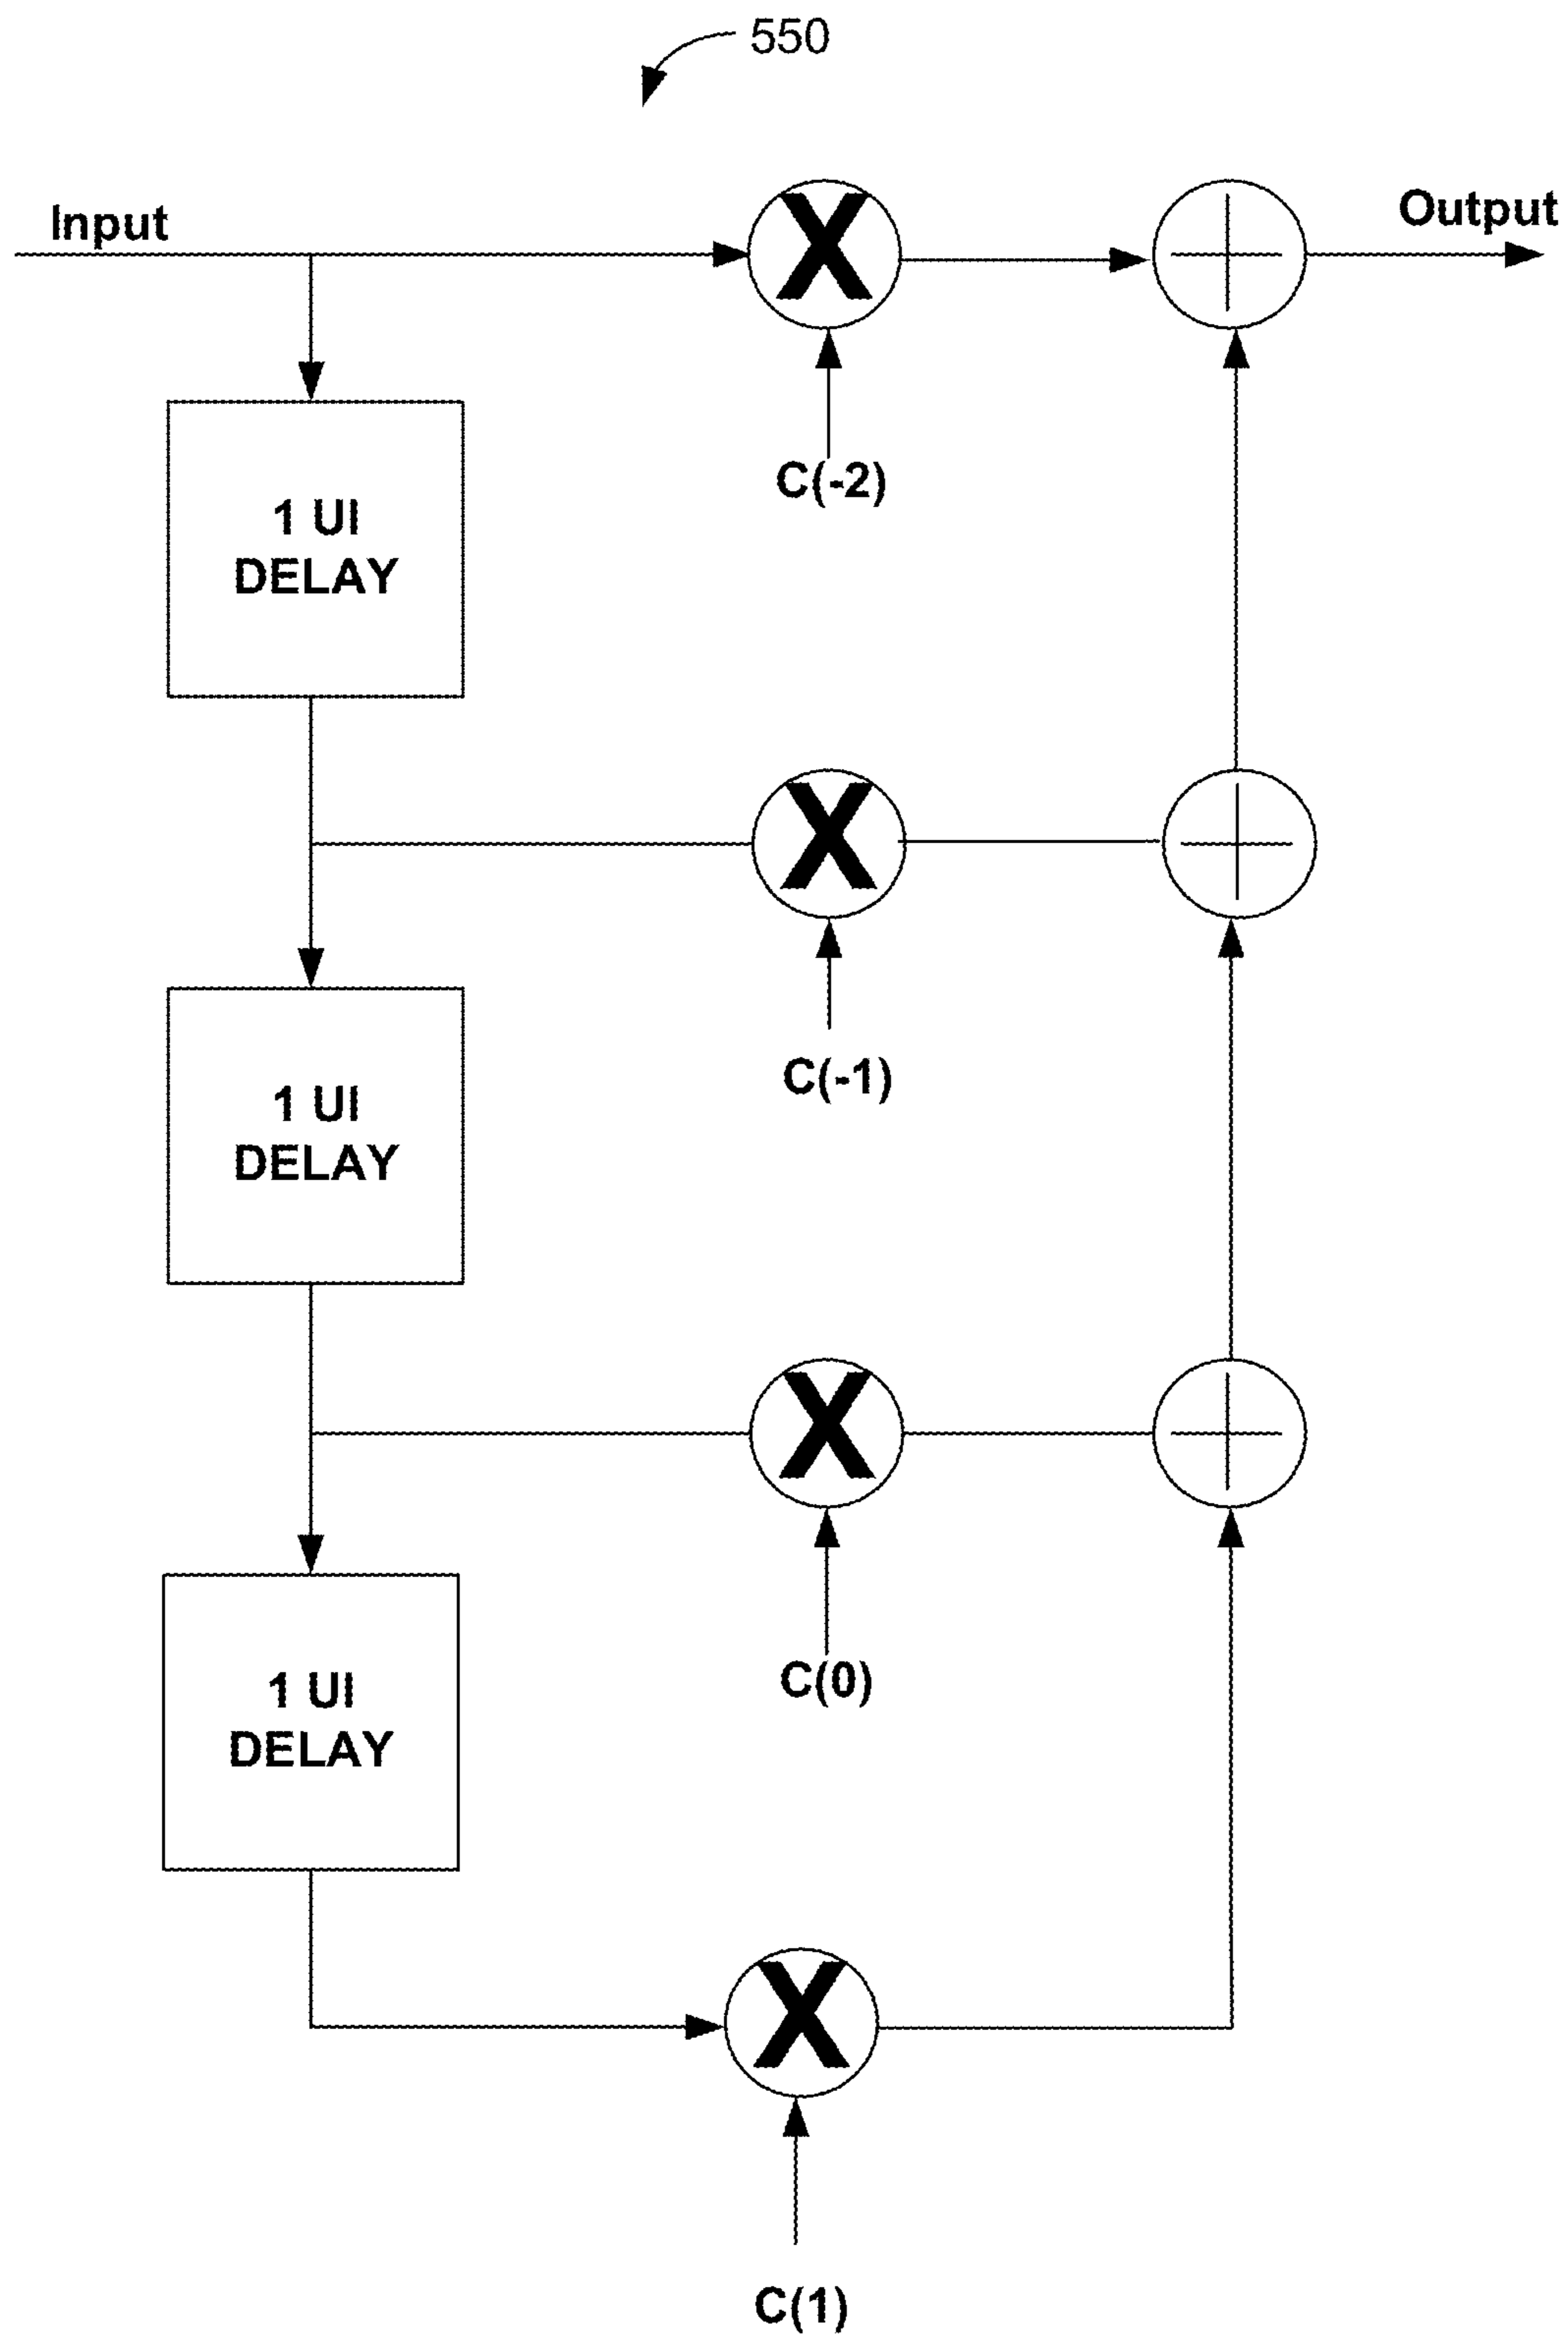 550
Input
Output
C(-2)
1 UI
DELAY
C(-1)
1 UI
DELAY
C(0)
1 UI
DELAY
C(1)